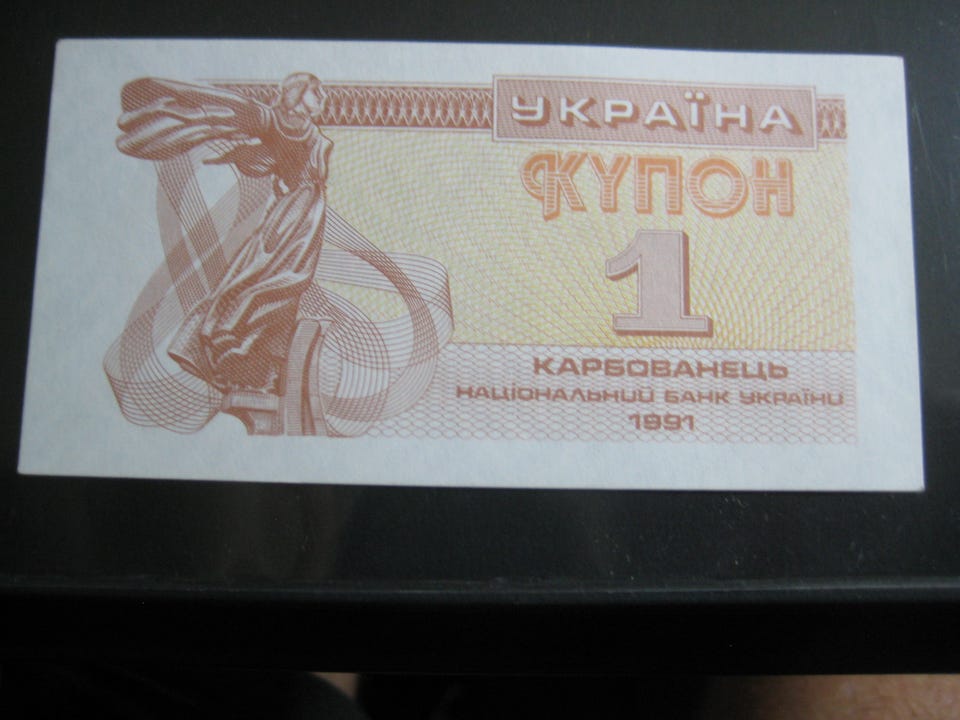 УКРАЇНА
КУПОН
1
КАРБОВАНЕЦЬ
НАЦІОНАЛЬНИЙ БАНК УКРАЇНИ
1991